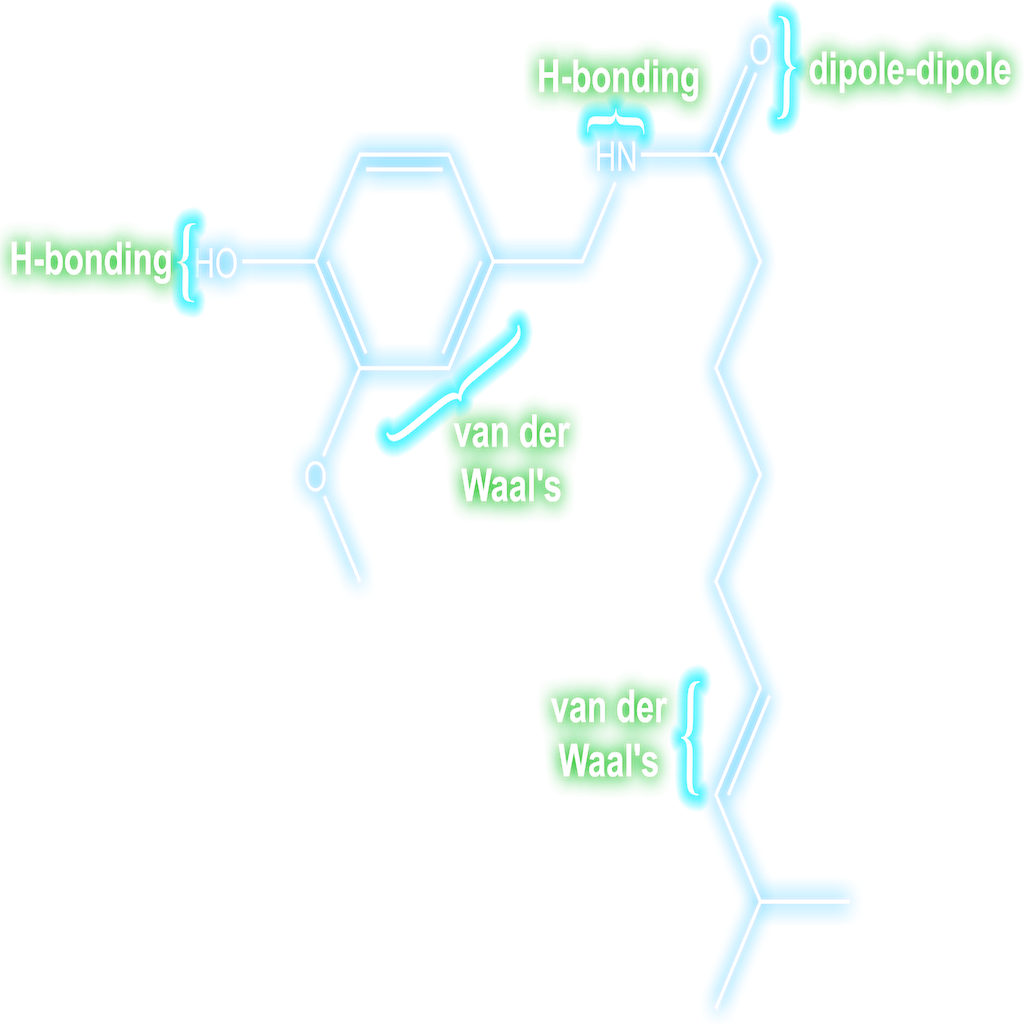 O
dipole-dipole
H-bonding
HN
H-bonding
HO
van der
Waal's
O
van der
Waal's